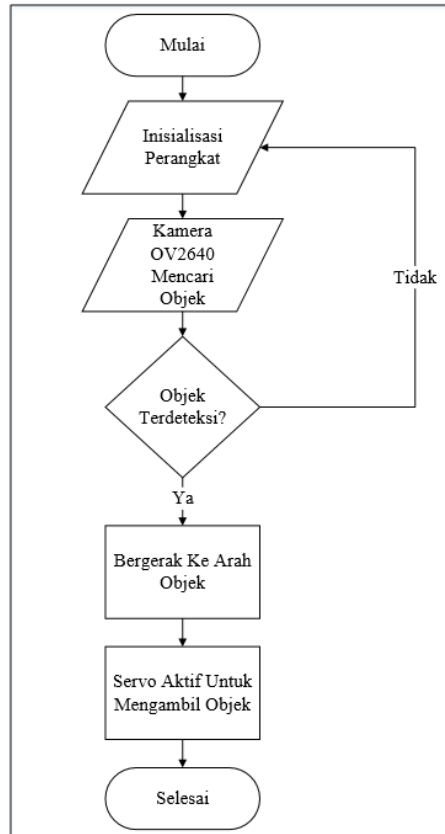 Mulai
Inisialisasi
Perangkat
Kamera
OV2640
Mencari
Objek
Tidak
Objek
Terdeteksi?
Ya
Bergerak Ke Arah
Objek
Servo Aktif Untuk
Mengambil Objek
Selesai